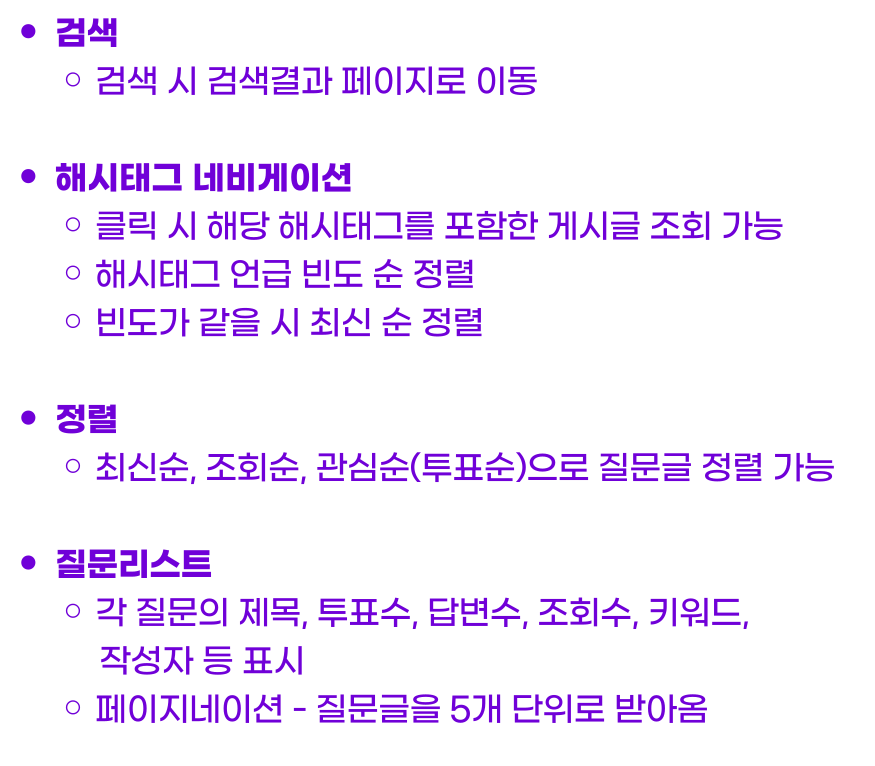 • 검색
◦ 검색 시 검색결과 페이지로 이동
• 해시태그 네비게이션
◦ 클릭 시 해당 해시태그를 포함한 게시글 조회 가능
◦ 해시태그 언급 빈도 순 정렬
◦ 빈도가 같을 시 최신 순 정렬
• 정렬
◦ 최신순, 조회순, 관심순(투표순)으로 질문글 정렬 가능
• 질문리스트
◦ 각 질문의 제목, 투표수, 답변수, 조회수, 키워드,
작성자 등 표시
◦ 페이지네이션 - 질문글을 5개 단위로 받아옴